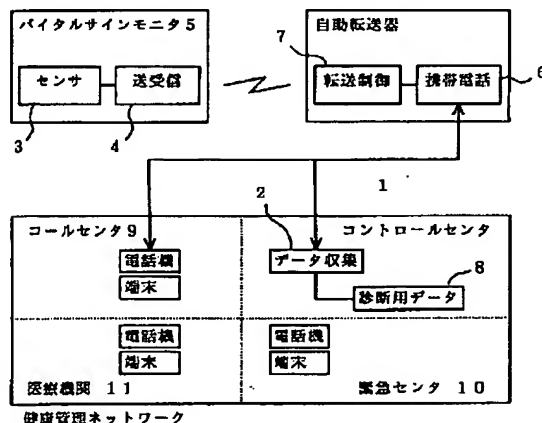 バイタルサインモニタ5
自動転送器
7
センサ
送受信
転送制御
携帯電話
6
3
4
1
コールセンタ9
2
コントロールセンタ
電話機
端末
データ収集
8
診断用データ
電話機
端末
電話機
端末
医療機関 11
緊急センタ 10
健康管理ネットワーク